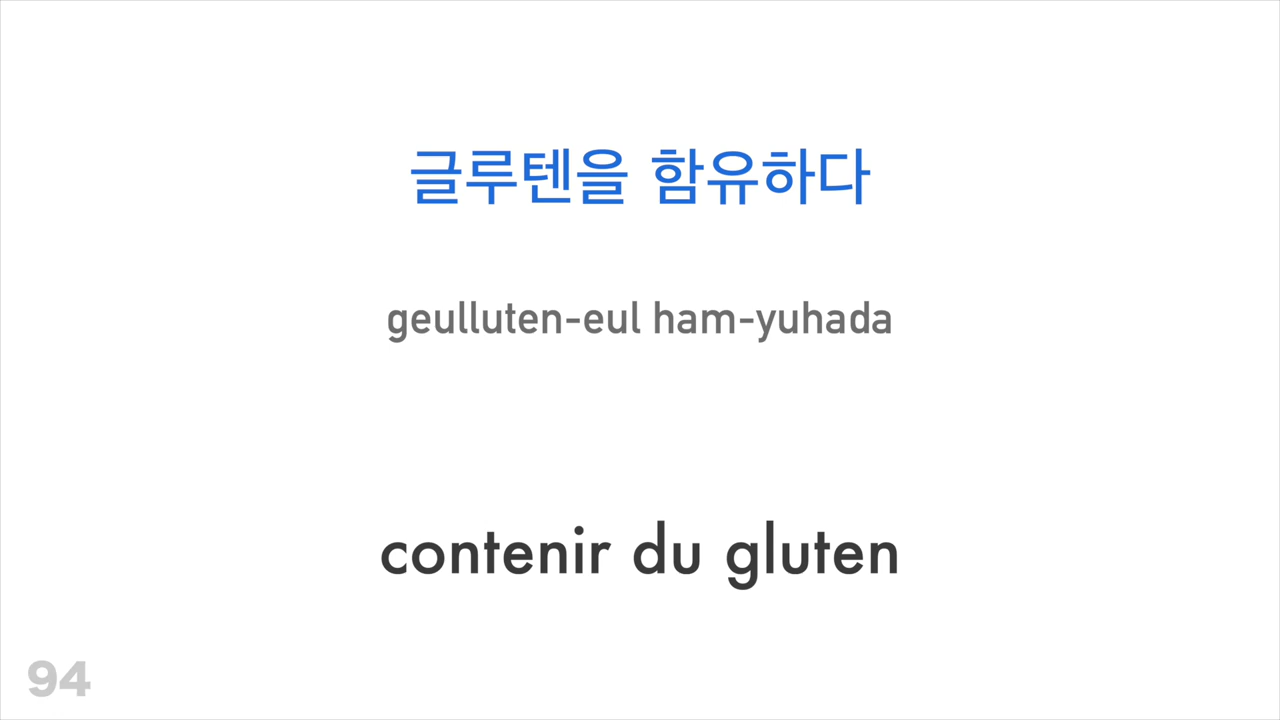 글루텐을 함유하다
geulluten-eul ham-yuhada
contenir du gluten
94